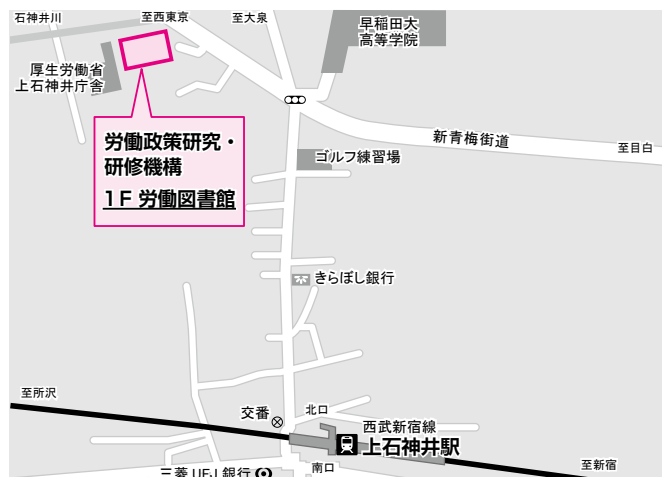 石神井川
至西東京
至大泉
早稲田大
高等学院
厚生労働省
上石神井庁舎
労働政策研究・
研修機構
1F 労働図書館
新青梅街道
至目白
ゴルフ練習場
きらぼし銀行
至所沢
交番
北口
西武新宿線
上石神井駅
至新宿
南口
三菱UFJ銀行